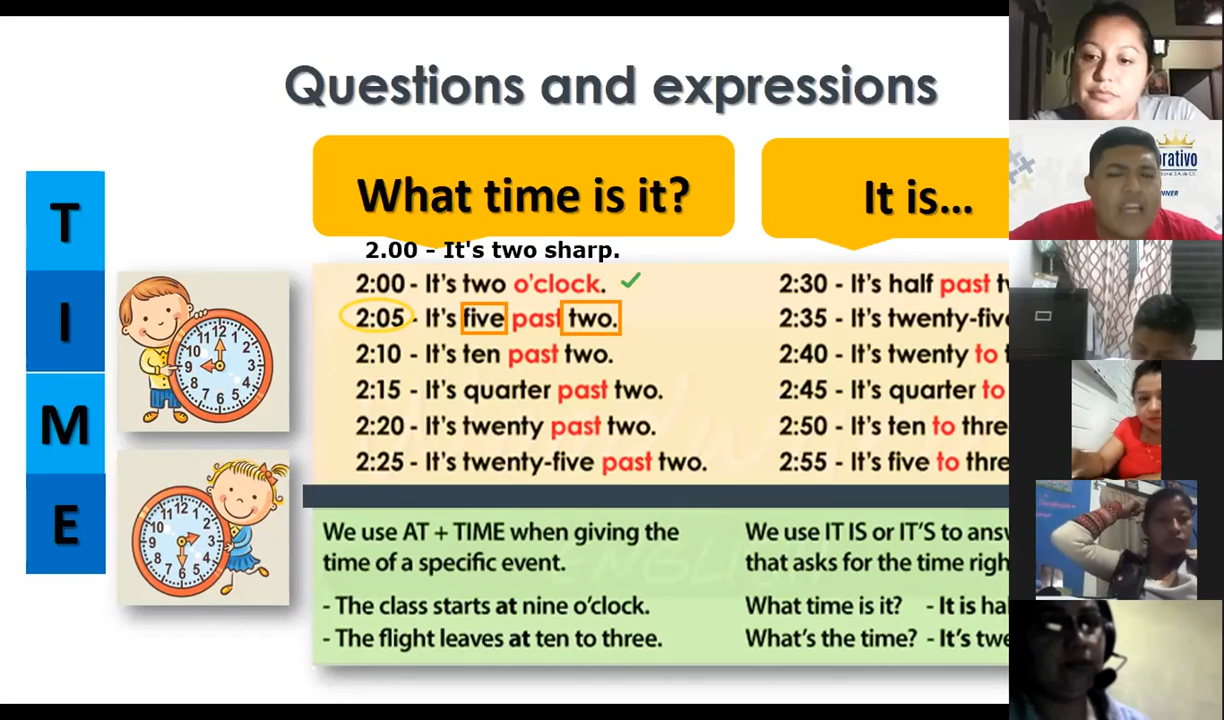 Questions and expressions
T
I
M
E
What time is it?
2.00 - It's two sharp.
2:00 - It's two o'clock.
2:05 - It's five past two.
2:10 - It's ten past two.
2:15 - It's quarter past two.
2:20 - It's twenty past two.
2:25 - It's twenty-five past two.
It is...
2:30 - It's half past
2:35 - It's twenty-five
2:40 - It's twenty to
2:45 - It's quarter to
2:50 - It's ten to
2:55 - It's five to
We use AT + TIME when giving the
time of a specific event.
- The class starts at nine o'clock.
- The flight leaves at ten to three.
We use IT IS or IT'S to
that asks for the time
What time is it? - It is
What's the time? - It's